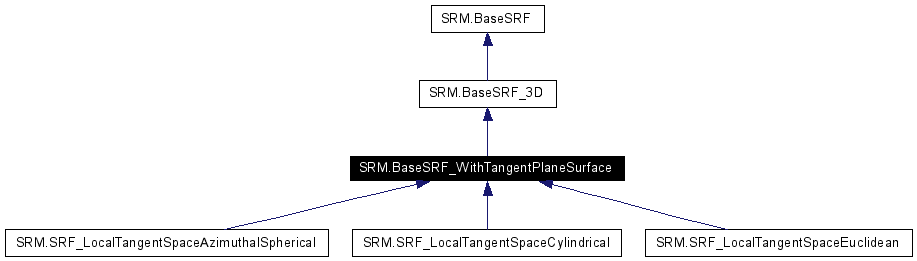 SRM.BaseSRF
SRM.BaseSRF_3D
SRM.BaseSRF_WithTangentPlaneSurface
SRM.SRF_LocalTangentSpaceAzimuthalSpherical
SRM.SRF_LocalTangentSpaceCylindrical
SRM.SRF_LocalTangentSpaceEuclidean